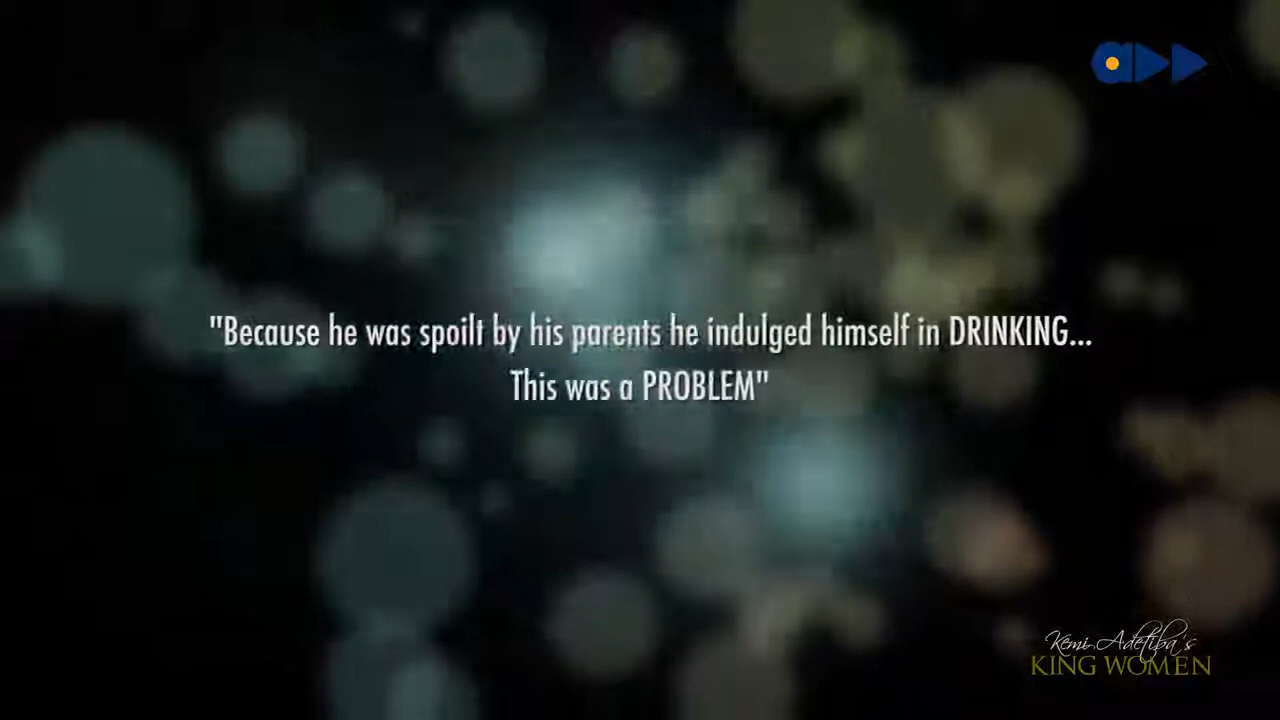 "Because he was spoilt by his parents he indulged himself in DRINKING...
This was a PROBLEM"
Kemi Adetiba's
KING WOMEN